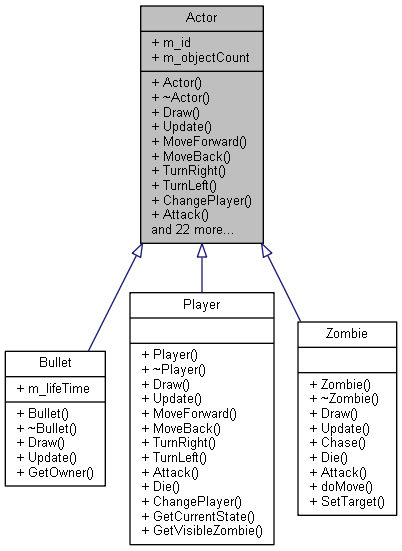 Actor
+ m_id
+ m_objectCount
+ Actor()
+ ~Actor()
+ Draw()
+ Update()
+ MoveForward()
+ MoveBack()
+ TurnRight()
+ TurnLeft()
+ ChangePlayer()
+ Attack()
and 22 more...
Bullet
+ m_lifeTime
+ Bullet()
+ ~Bullet()
+ Draw()
+ Update()
+ GetOwner()
Player
+ Player()
+ ~Player()
+ Draw()
+ Update()
+ MoveForward()
+ MoveBack()
+ TurnRight()
+ TurnLeft()
+ Attack()
+ Die()
+ ChangePlayer()
+ GetCurrentState()
+ GetVisibleZombie()
Zombie
+ Zombie()
+ ~Zombie()
+ Draw()
+ Update()
+ Chase()
+ Die()
+ Attack()
+ doMove()
+ SetTarget()